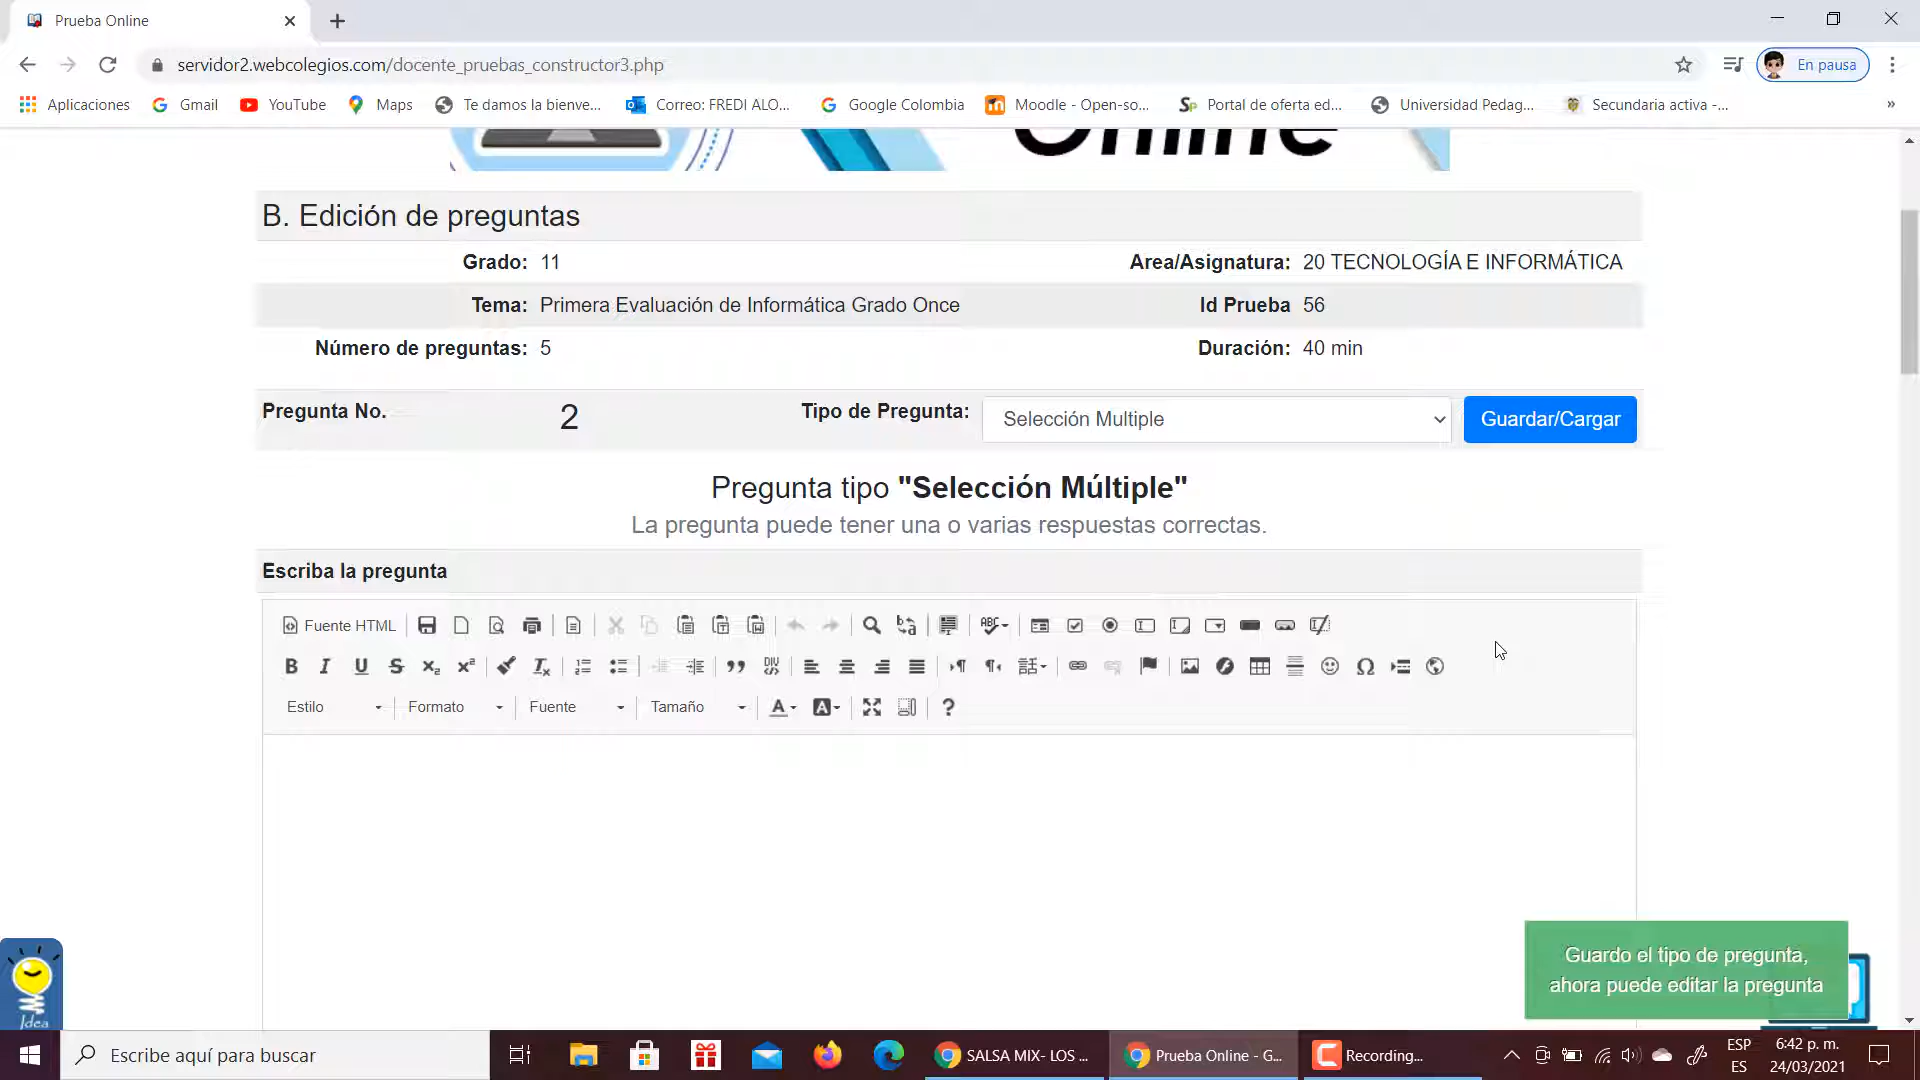 Prueba Online
servidor2.webcolegios.com/docente_pruebas_constructor3.php
En pausa
Aplicaciones
Gmail
YouTube
Maps
Te damos la bienve...
Correo: FREDI ALO...
Google Colombia
Moodle - Open-so...
Portal de oferta ed...
Universidad Pedag...
Secundaria activa -...
»
Online
B. Edición de preguntas
Grado: 11
Area/Asignatura: 20 TECNOLOGÍA E INFORMÁTICA
Tema: Primera Evaluación de Informática Grado Once
Id Prueba 56
Número de preguntas: 5
Duración: 40 min
Pregunta No. 2
Tipo de Pregunta: Selección Multiple
Guardar/Cargar
Pregunta tipo "Selección Múltiple"
La pregunta puede tener una o varias respuestas correctas.
Escriba la pregunta
Fuente HTML
Estilo
Formato
Fuente
Tamaño
Guardo el tipo de pregunta,
ahora puede editar la pregunta
Idea
Escribe aquí para buscar
SALSA MIX- LOS ...
Prueba Online - G...
Recording...
ESP
ES
6:42 p. m.
24/03/2021